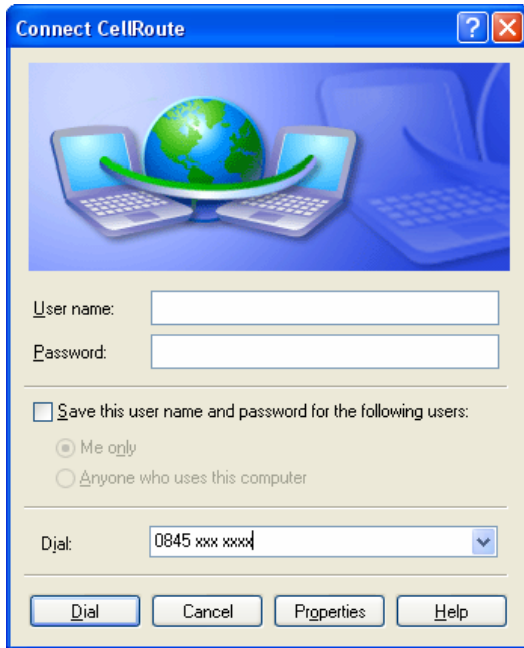 Connect CellRoute
User name:
Password:
Save this user name and password for the following users:
Me only
Anyone who uses this computer
Dial:
0845 xxx xxxx
Dial
Cancel
Properties
Help